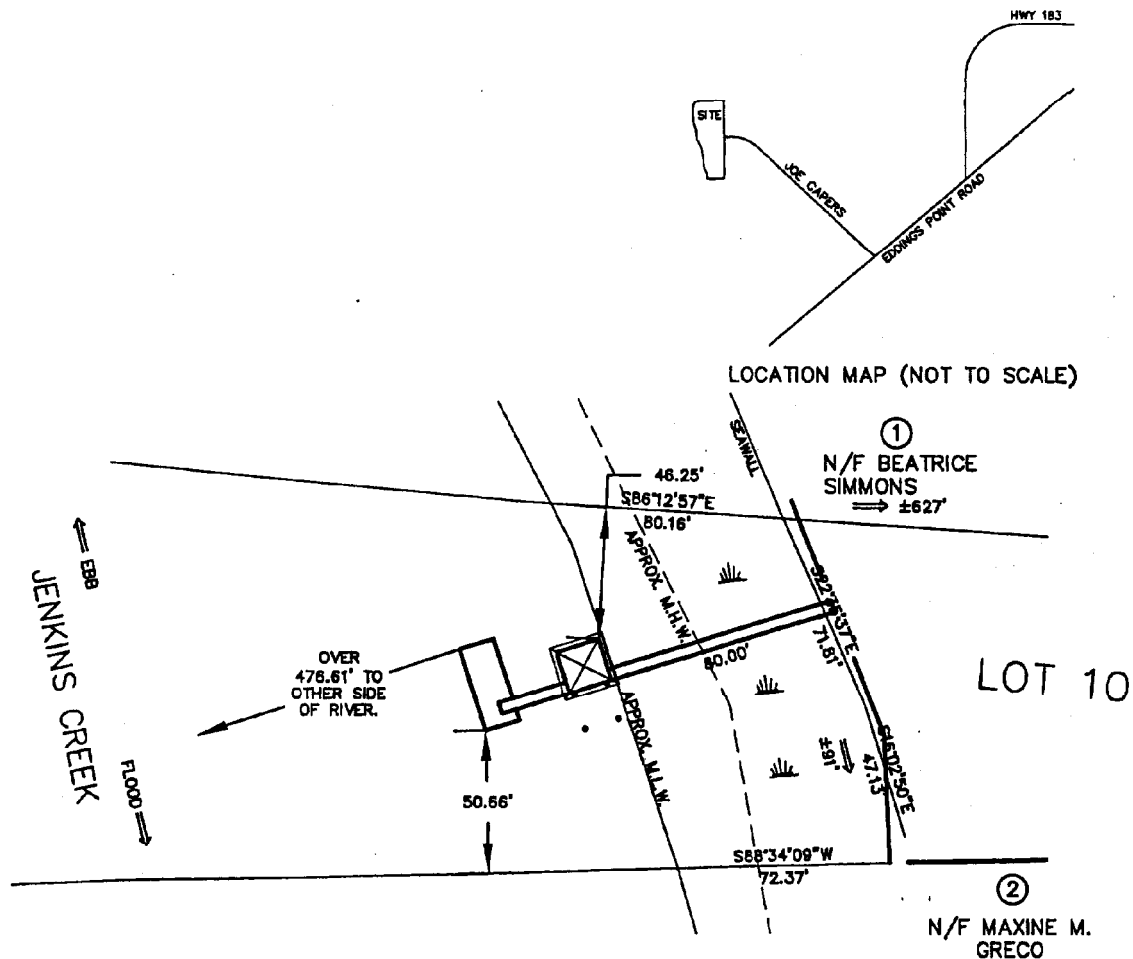 HWY 183
SITE
JOE CAPERS
EDDINGS POINT ROAD
LOCATION MAP (NOT TO SCALE)
SEAWALL
1
N/F BEATRICE
SIMMONS
±627'
46.25'
S86°12'57"E
80.16'
EBB
APPROX. M.H.W.
JENKINS CREEK
OVER
476.61' TO
OTHER SIDE
OF RIVER.
80.00'
71.81'
LOT 10
APPROX. M.L.W.
±91'
47.13'
FLOOD
50.66'
S88°34'09"W
72.37'
2
N/F MAXINE M.
GRECO